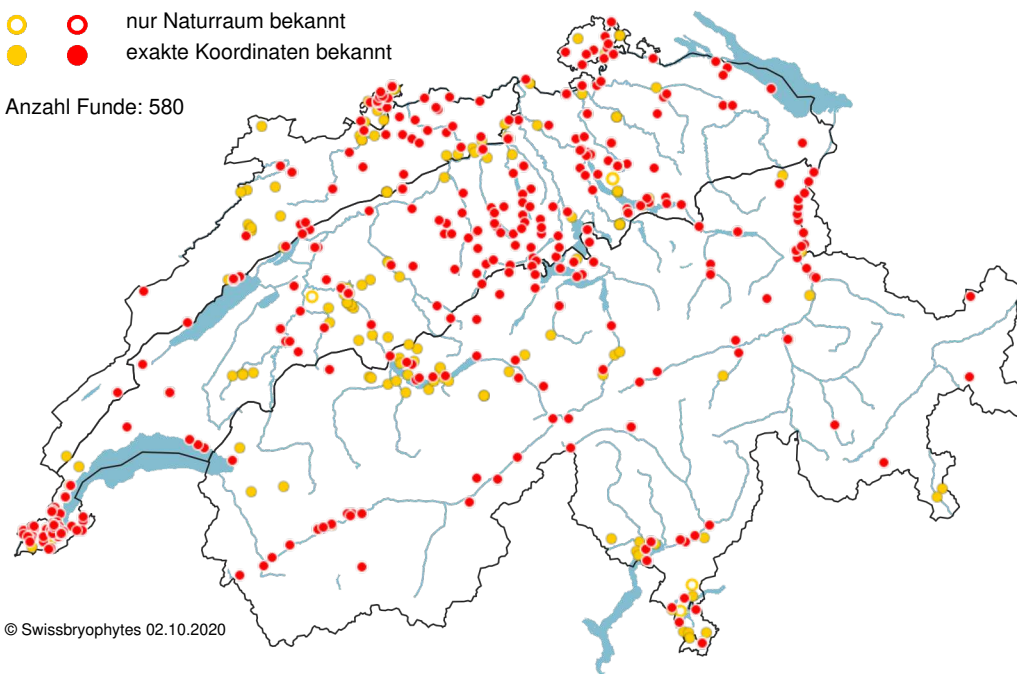 nur Naturraum bekannt
exakte Koordinaten bekannt
Anzahl Funde: 580
© Swissbryophytes 02.10.2020